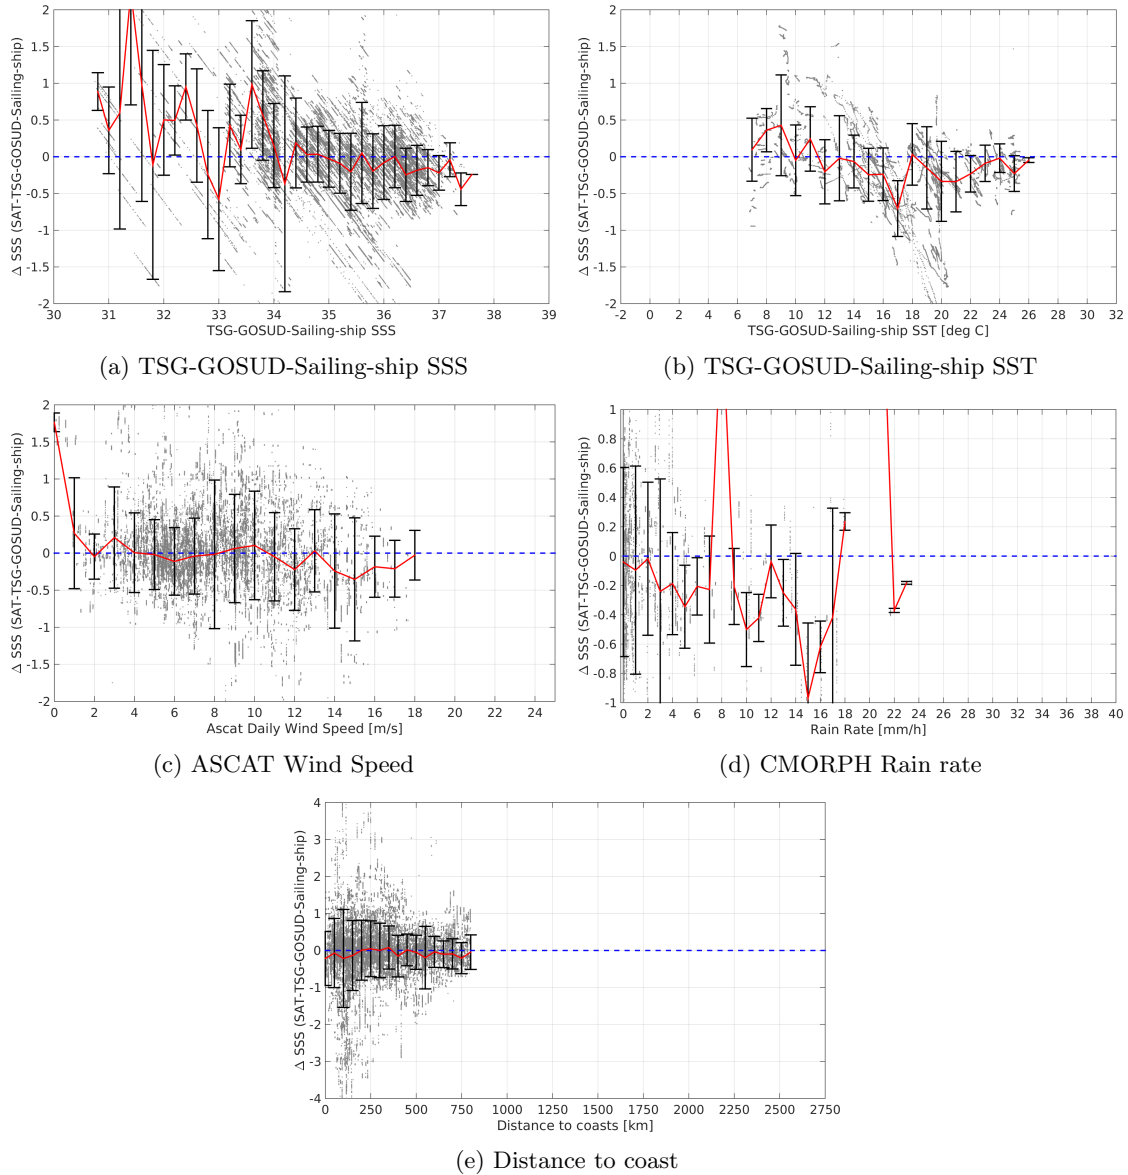 2
1.5
1
0.5
0
-0.5
-1
-1.5
-2
Δ SSS (SAT-TSG-GOSUD-Sailing-ship)
30 31 32 33 34 35 36 37 38 39
TSG-GOSUD-Sailing-ship SSS
(a) TSG-GOSUD-Sailing-ship SSS
2
1.5
1
0.5
0
-0.5
-1
-1.5
-2
Δ SSS (SAT-TSG-GOSUD-Sailing-ship)
-2 0 2 4 6 8 10 12 14 16 18 20 22 24 26 28 30 32
TSG-GOSUD-Sailing-ship SST [deg C]
(b) TSG-GOSUD-Sailing-ship SST
2
1.5
1
0.5
0
-0.5
-1
-1.5
-2
Δ SSS (SAT-TSG-GOSUD-Sailing-ship)
0 2 4 6 8 10 12 14 16 18 20 22 24
Ascat Daily Wind Speed [m/s]
(c) ASCAT Wind Speed
1
0.8
0.6
0.4
0.2
0
-0.2
-0.4
-0.6
-0.8
-1
Δ SSS (SAT-TSG-GOSUD-Sailing-ship)
0 2 4 6 8 10 12 14 16 18 20 22 24 26 28 30 32 34 36 38 40
Rain Rate [mm/h]
(d) CMORPH Rain rate
4
3
2
1
0
-1
-2
-3
-4
Δ SSS (SAT-TSG-GOSUD-Sailing-ship)
0 250 500 750 1000 1250 1500 1750 2000 2250 2500 2750
Distance to coasts [km]
(e) Distance to coast